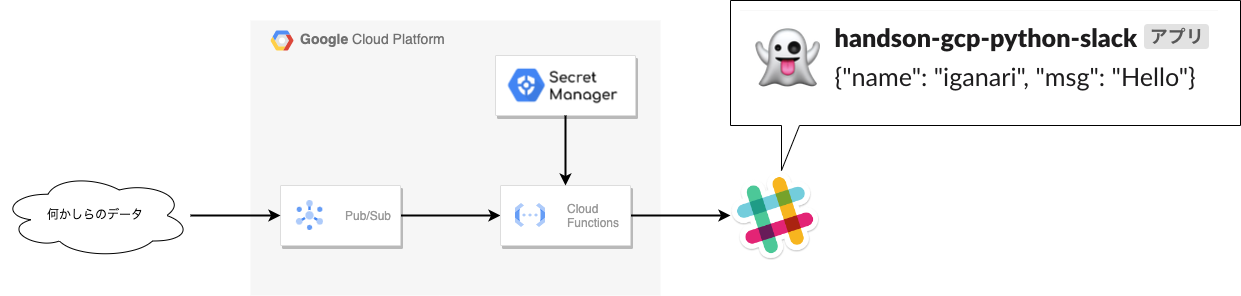 Google Cloud Platform
Secret
Manager
何かしらのデータ
Pub/Sub
Cloud
Functions
handson-gcp-python-slack アプリ
{"name": "iganari", "msg": "Hello"}